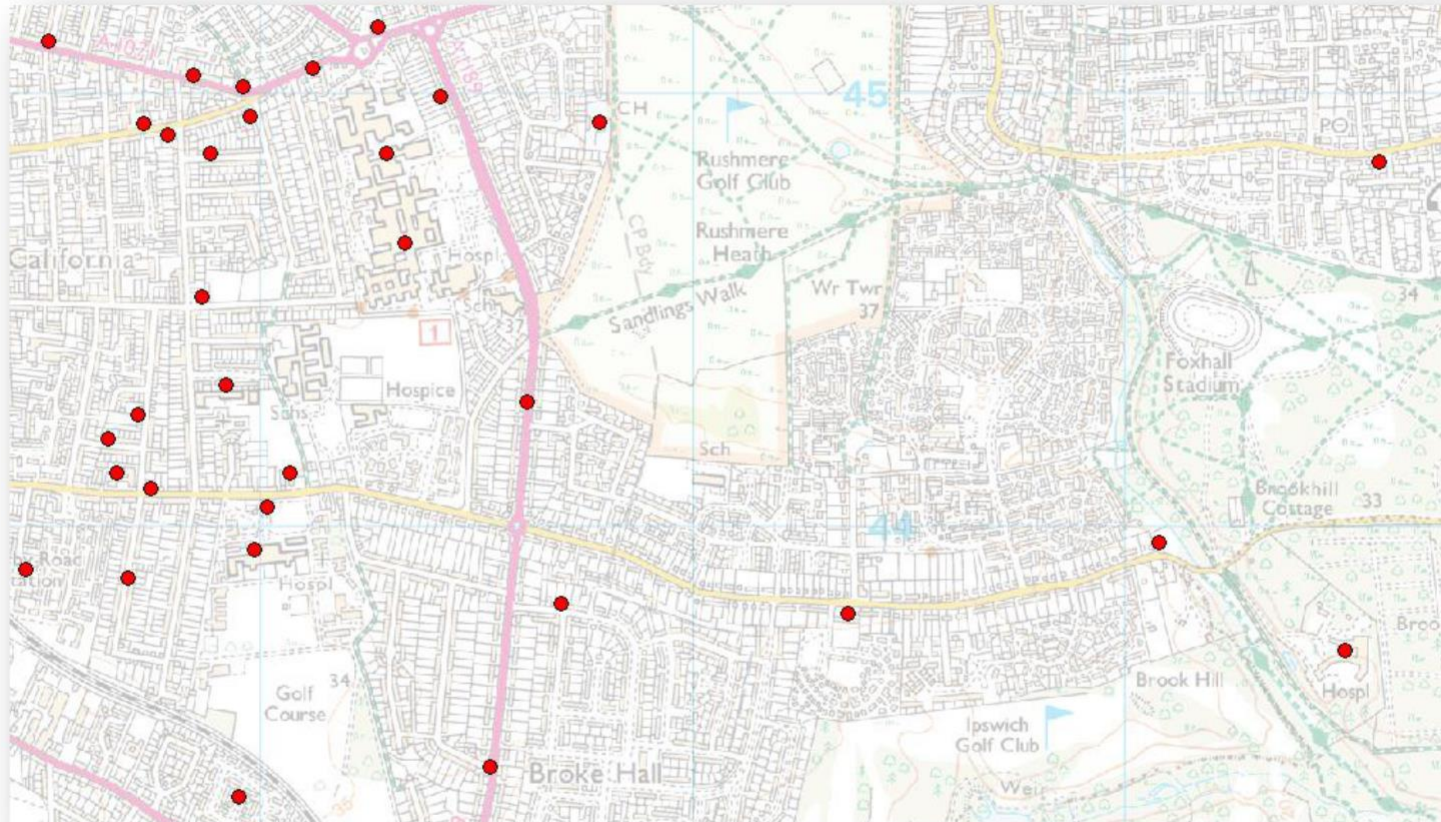 A1071
A1189
CH
45
PO
Rushmere
Golf Club
Rushmere
Heath
California
Hospl
CP Bdy
Sandlings Walk
Wr Twr
37
34
37
1
Foxhall
Stadium
Hospice
Schs
Sch
Brookhill
Cottage
33
44
Road
Hospl
Broo
34
Golf
Course
Brook Hill
Hospl
Ipswich
Golf Club
Broke Hall
Weir